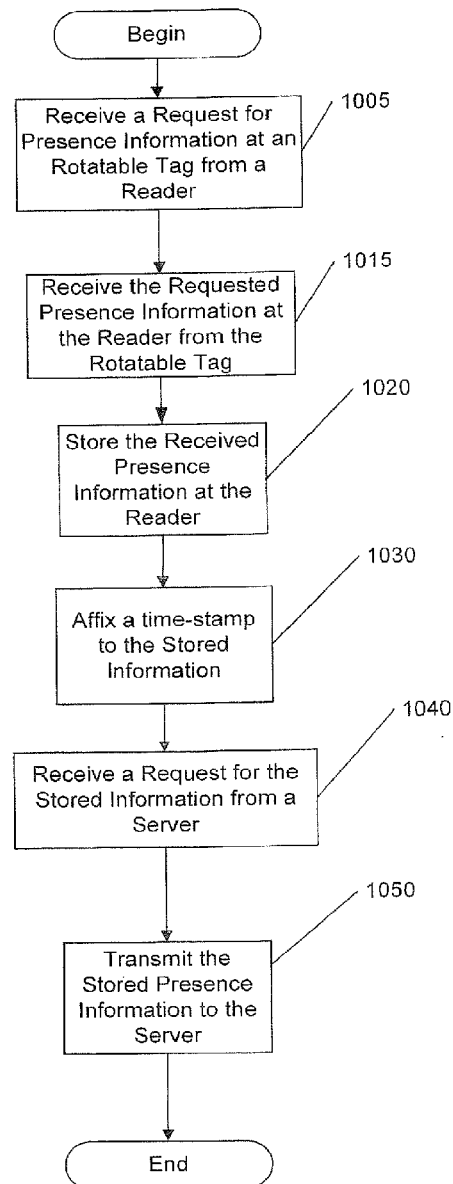 Begin
Receive a Request for
Presence Information at an
Rotatable Tag from a
Reader
1005
Receive the Requested
Presence Information at
the Reader from the
Rotatable Tag
1015
Store the Received
Presence
Information at the
Reader
1020
Affix a time-stamp
to the Stored
Information
1030
Receive a Request for the
Stored Information from a
Server
1040
Transmit the
Stored Presence
Information to the
Server
1050
End